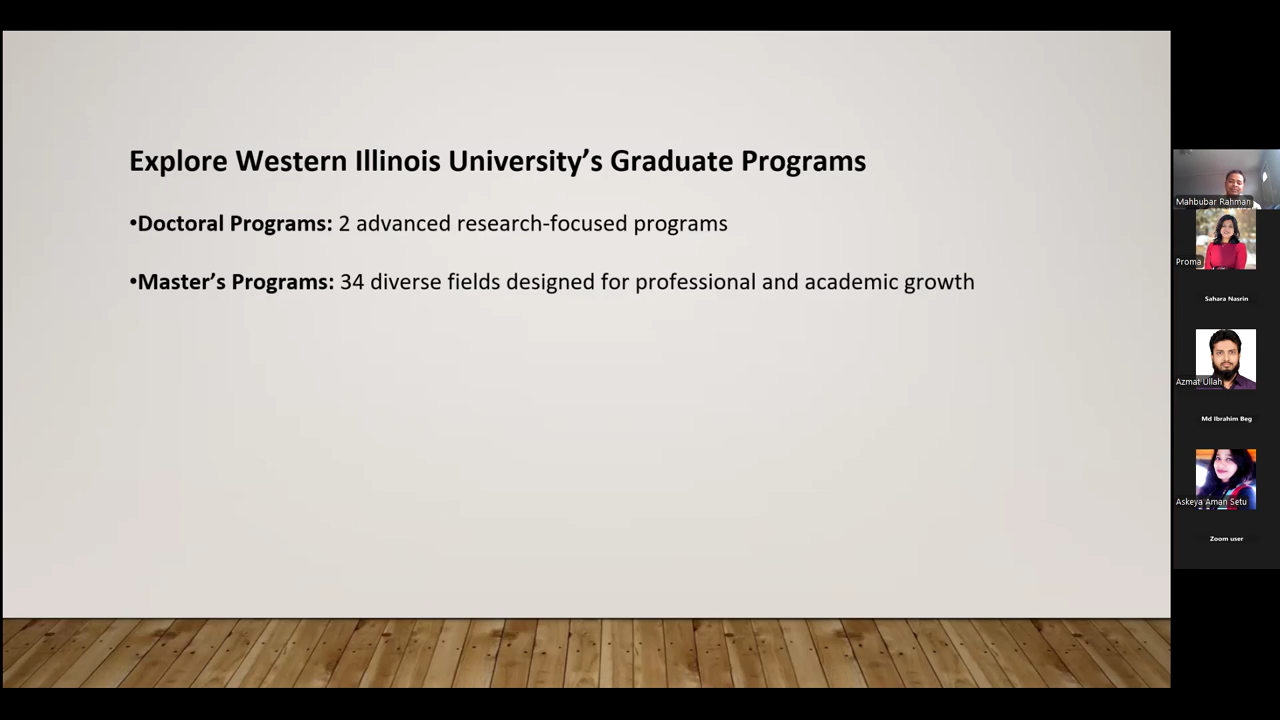 Explore Western Illinois University’s Graduate Programs
•Doctoral Programs: 2 advanced research-focused programs
•Master’s Programs: 34 diverse fields designed for professional and academic growth
Mahbubar Rahman
Proma
Sahara Nasrin
Azmat Ullah
Md Ibrahim Beg
Askeya Aman Setu
Zoom user